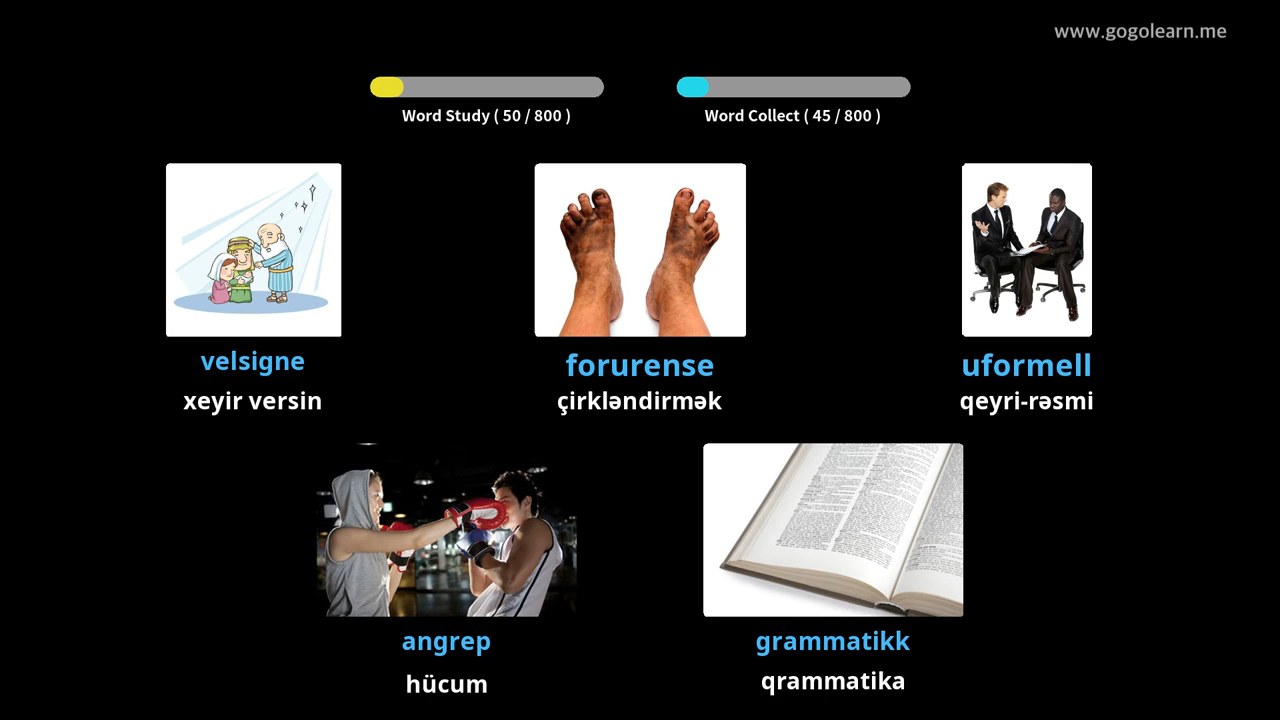 www.gogolearn.me
Word Study ( 50 / 800 )
Word Collect ( 45 / 800 )
velsigne
xeyir versin
forurense
çirkləndirmək
uformell
qeyri-rəsmi
angrep
hücum
grammatikk
qrammatika